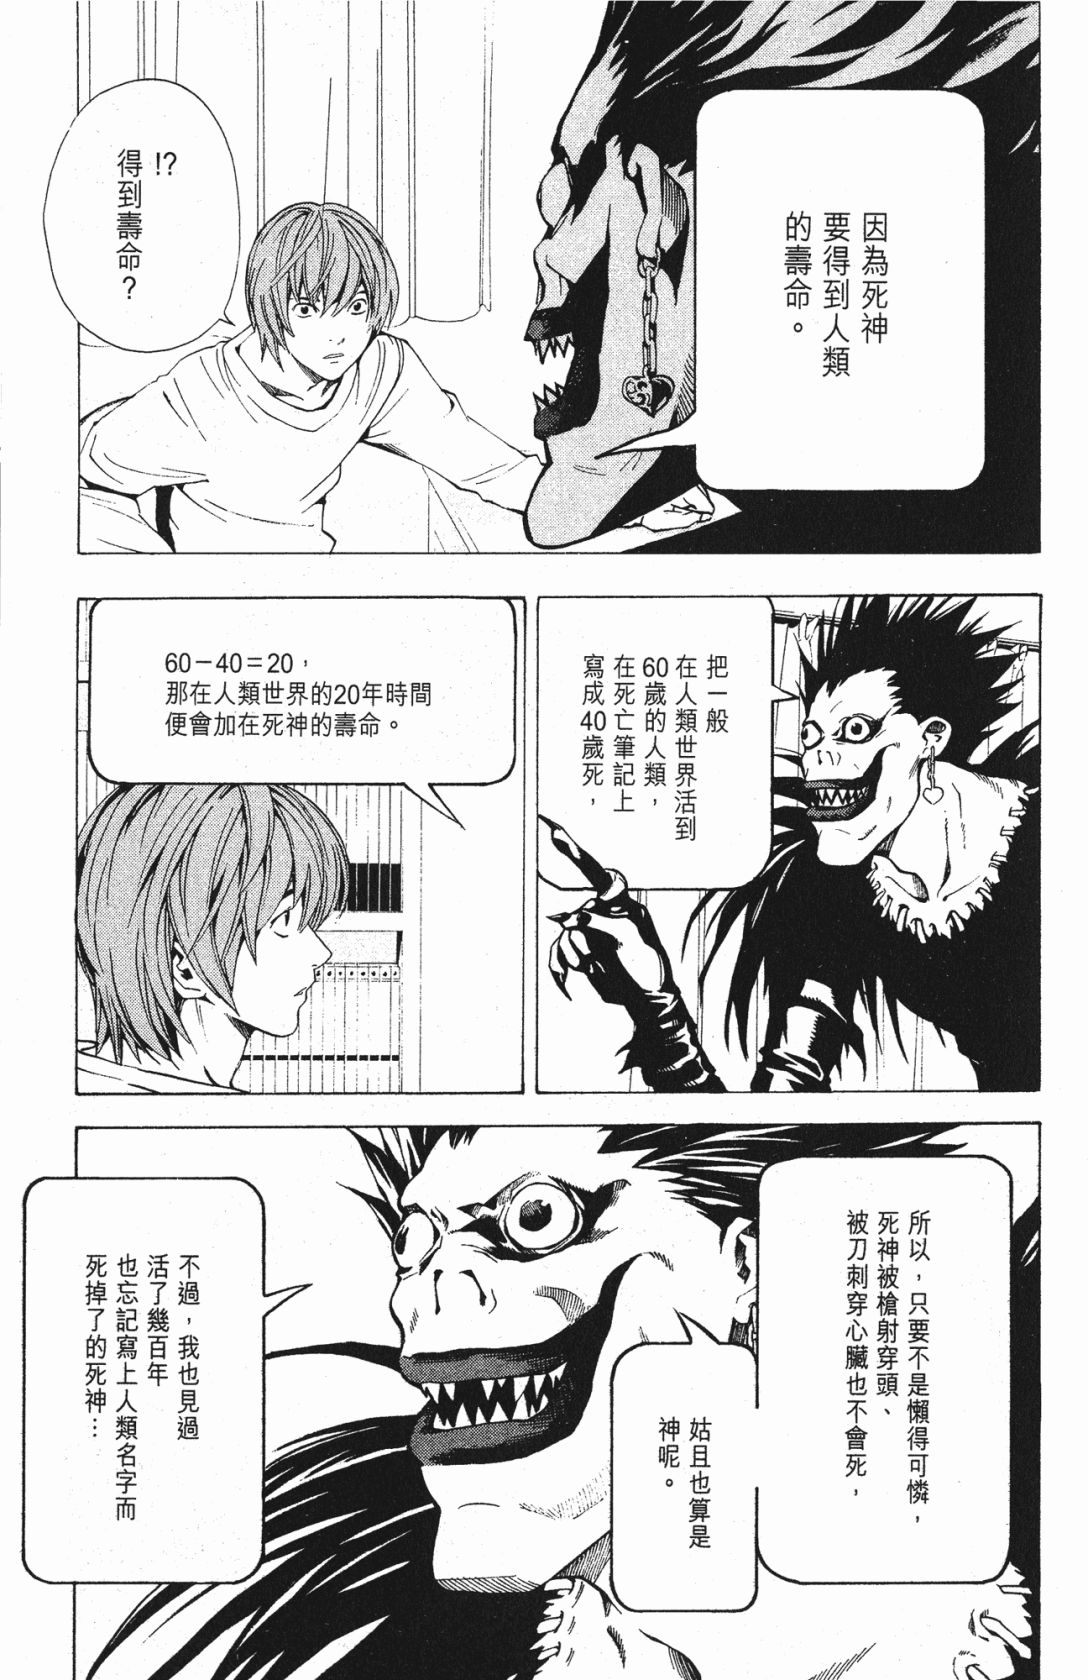 因為死神
要得到人類
的壽命。
!?
得到壽命？
把一般
在人類世界活到
60歲的人類，
在死亡筆記上
寫成40歲死，
60－40＝20，
那在人類世界的20年時間
便會加在死神的壽命。
所以，只要不是懶得可憐，
死神被槍射穿頭、
被刀刺穿心臟也不會死，
姑且也算是
神呢。
不過，我也見過
活了幾百年
也忘記寫上人類名字而
死掉了的死神…